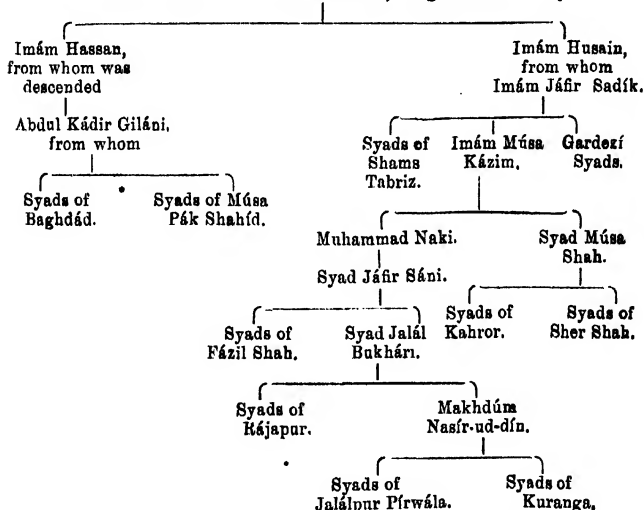 Imám Hassan,
from whom was
descended
Imám Husain,
from whom
Imám Jáfir Sadík.
Abdul Kádir Giláni,
from whom
Syads of
Shams
Tabriz.
Imám Músa
Kázim.
Gardezí
Syads.
Syads of
Baghdád.
Syads of Músa
Pák Shahíd.
Muhammad Naki.
Syad Músa
Shah.
Syad Jáfir Sáni.
Syads of
Fázil Shah.
Syad Jalál
Bukhári.
Syads of
Kahror.
Syads of
Sher Shah.
Syads of
Rájapur.
Makhdúm
Nasír-ud-dín.
Syads of
Jalálpur Pírwála.
Syads of
Kuranga.